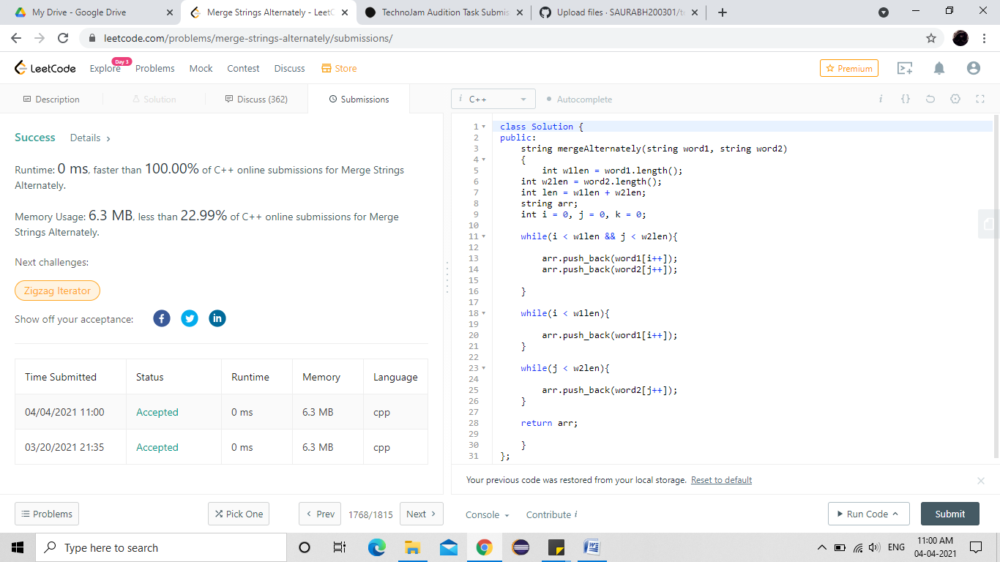 My Drive - Google Drive
Merge Strings Alternately - LeetC
TechnoJam Audition Task Submis
Upload files · SAURABH200301/t
leetcode.com/problems/merge-strings-alternately/submissions/
LeetCode
Explore
Day 3
Problems
Mock
Contest
Discuss
Store
Premium
Description
Solution
Discuss (362)
Submissions
i C++
Autocomplete
i
{}
Success
Details
Runtime: 0 ms, faster than 100.00% of C++ online submissions for Merge Strings
Alternately.
Memory Usage: 6.3 MB, less than 22.99% of C++ online submissions for Merge
Strings Alternately.
Next challenges:
Zigzag Iterator
Show off your acceptance:
Time Submitted Status Runtime Memory Language
04/04/2021 11:00 Accepted 0 ms 6.3 MB cpp
03/20/2021 21:35 Accepted 0 ms 6.3 MB cpp
1 class Solution {
2 public:
3 string mergeAlternately(string word1, string word2)
4 {
5 int w1len = word1.length();
6 int w2len = word2.length();
7 int len = w1len + w2len;
8 string arr;
9 int i = 0, j = 0, k = 0;
10
11 while(i < w1len && j < w2len){
12
13 arr.push_back(word1[i++]);
14 arr.push_back(word2[j++]);
15
16 }
17
18 while(i < w1len){
19
20 arr.push_back(word1[i++]);
21 }
22
23 while(j < w2len){
24
25 arr.push_back(word2[j++]);
26 }
27
28 return arr;
29
30 }
31 };
Your previous code was restored from your local storage. Reset to default
Problems
Pick One
Prev
1768/1815
Next
Console
Contribute i
Run Code
Submit
Type here to search
ENG
11:00 AM
04-04-2021